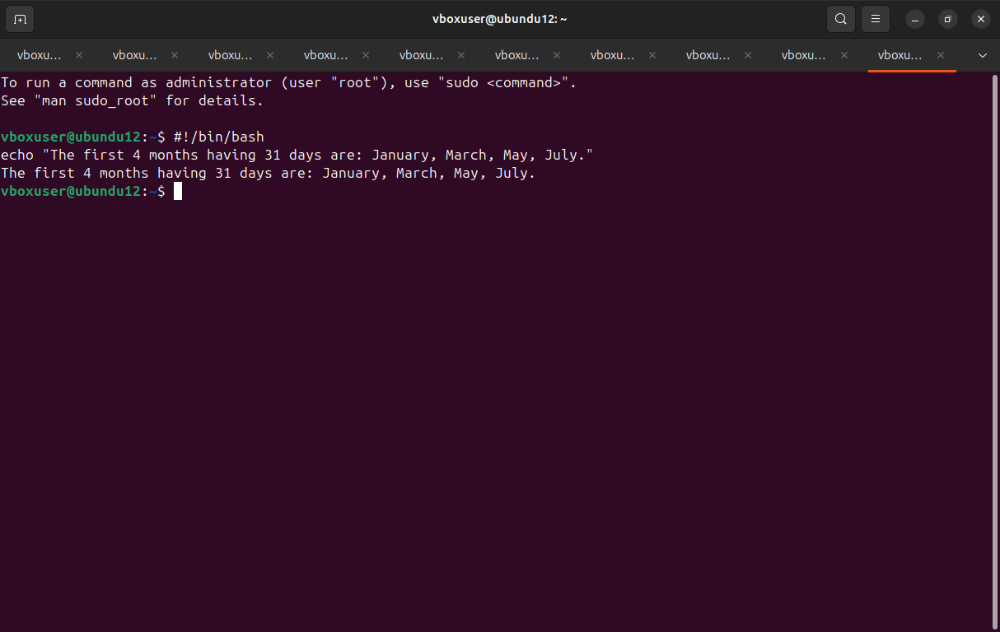 vboxuser@ubundu12: ~
vboxu... vboxu... vboxu... vboxu... vboxu... vboxu... vboxu... vboxu... vboxu... vboxu...
To run a command as administrator (user "root"), use "sudo <command>".
See "man sudo_root" for details.
vboxuser@ubundu12:~$ #!/bin/bash
echo "The first 4 months having 31 days are: January, March, May, July."
The first 4 months having 31 days are: January, March, May, July.
vboxuser@ubundu12:~$